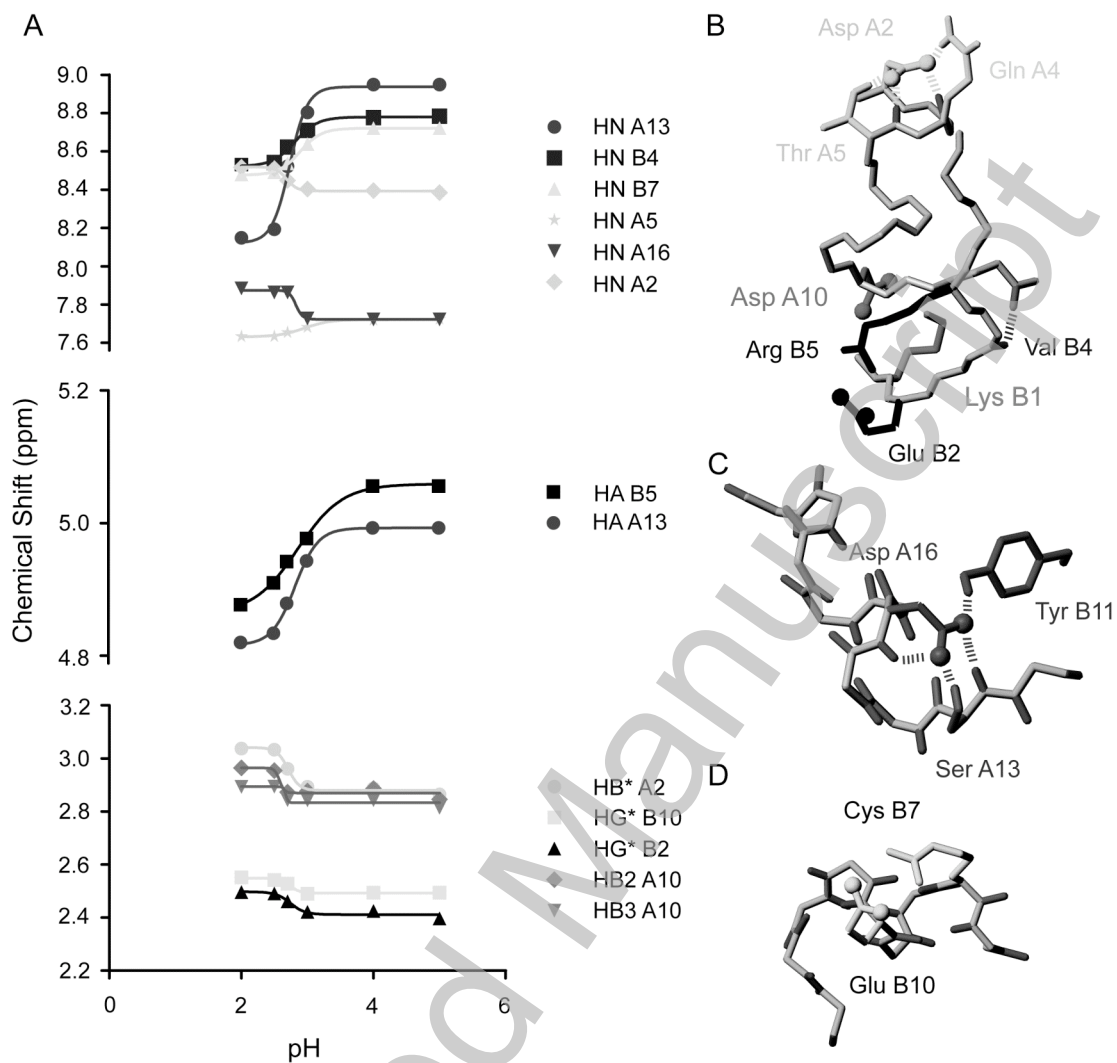 A
9.0
8.8
8.6
8.4
8.2
8.0
7.8
7.6
HN A13
HN B4
HN B7
HN A5
HN A16
HN A2
5.2
5.0
4.8
HA B5
HA A13
Chemical Shift (ppm)
3.2
3.0
2.8
2.6
2.4
2.2
HB* A2
HG* B10
HG* B2
HB2 A10
HB3 A10
0
2
4
6
pH
B
Asp A2
Gln A4
Thr A5
Asp A10
Arg B5
Val B4
Lys B1
Glu B2
C
Asp A16
Tyr B11
Ser A13
D
Cys B7
Glu B10
d Manuscript